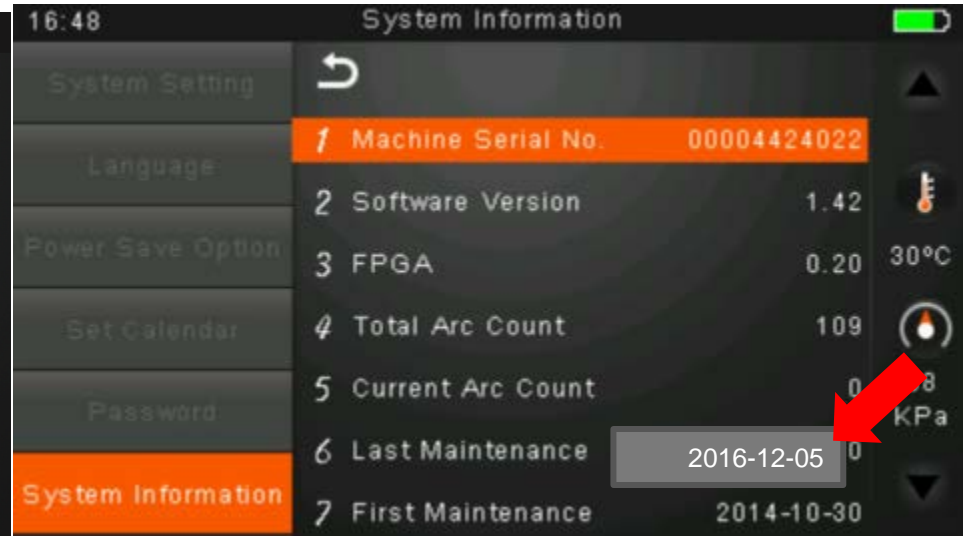 16:48 System Information
System Setting
Language
Power Save Option
Set Calendar
Password
System Information
1 Machine Serial No. 00004424022
2 Software Version 1.42
3 FPGA 0.20
4 Total Arc Count 109
5 Current Arc Count 0
6 Last Maintenance 2016-12-05 0
7 First Maintenance 2014-10-30
30°C
8
KPa